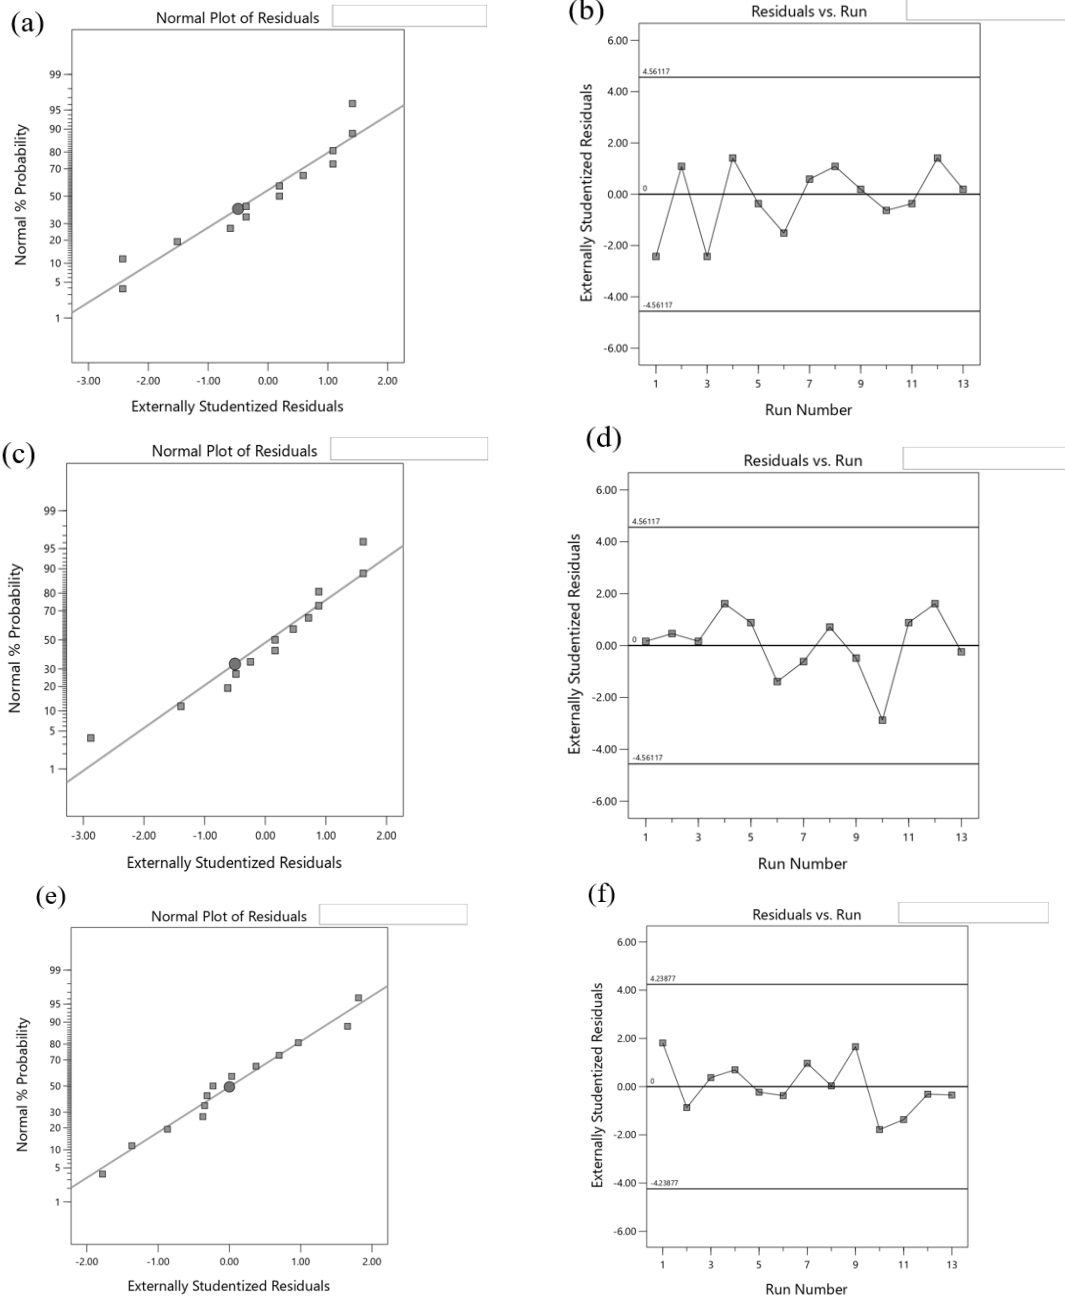 (a)
Normal Plot of Residuals
99
95
90
80
70
50
30
20
10
5
1
Normal % Probability
-3.00 -2.00 -1.00 0.00 1.00 2.00
Externally Studentized Residuals
(b)
Residuals vs. Run
6.00
4.56117
4.00
2.00
0
0.00
-2.00
-4.00
-4.56117
-6.00
Externally Studentized Residuals
1 3 5 7 9 11 13
Run Number
(c)
Normal Plot of Residuals
99
95
90
80
70
50
30
20
10
5
1
Normal % Probability
-3.00 -2.00 -1.00 0.00 1.00 2.00
Externally Studentized Residuals
(d)
Residuals vs. Run
6.00
4.56117
4.00
2.00
0
0.00
-2.00
-4.00
-4.56117
-6.00
Externally Studentized Residuals
1 3 5 7 9 11 13
Run Number
(e)
Normal Plot of Residuals
99
95
90
80
70
50
30
20
10
5
1
Normal % Probability
-2.00 -1.00 0.00 1.00 2.00
Externally Studentized Residuals
(f)
Residuals vs. Run
6.00
4.23877
4.00
2.00
0
0.00
-2.00
-4.00
-4.23877
-6.00
Externally Studentized Residuals
1 3 5 7 9 11 13
Run Number